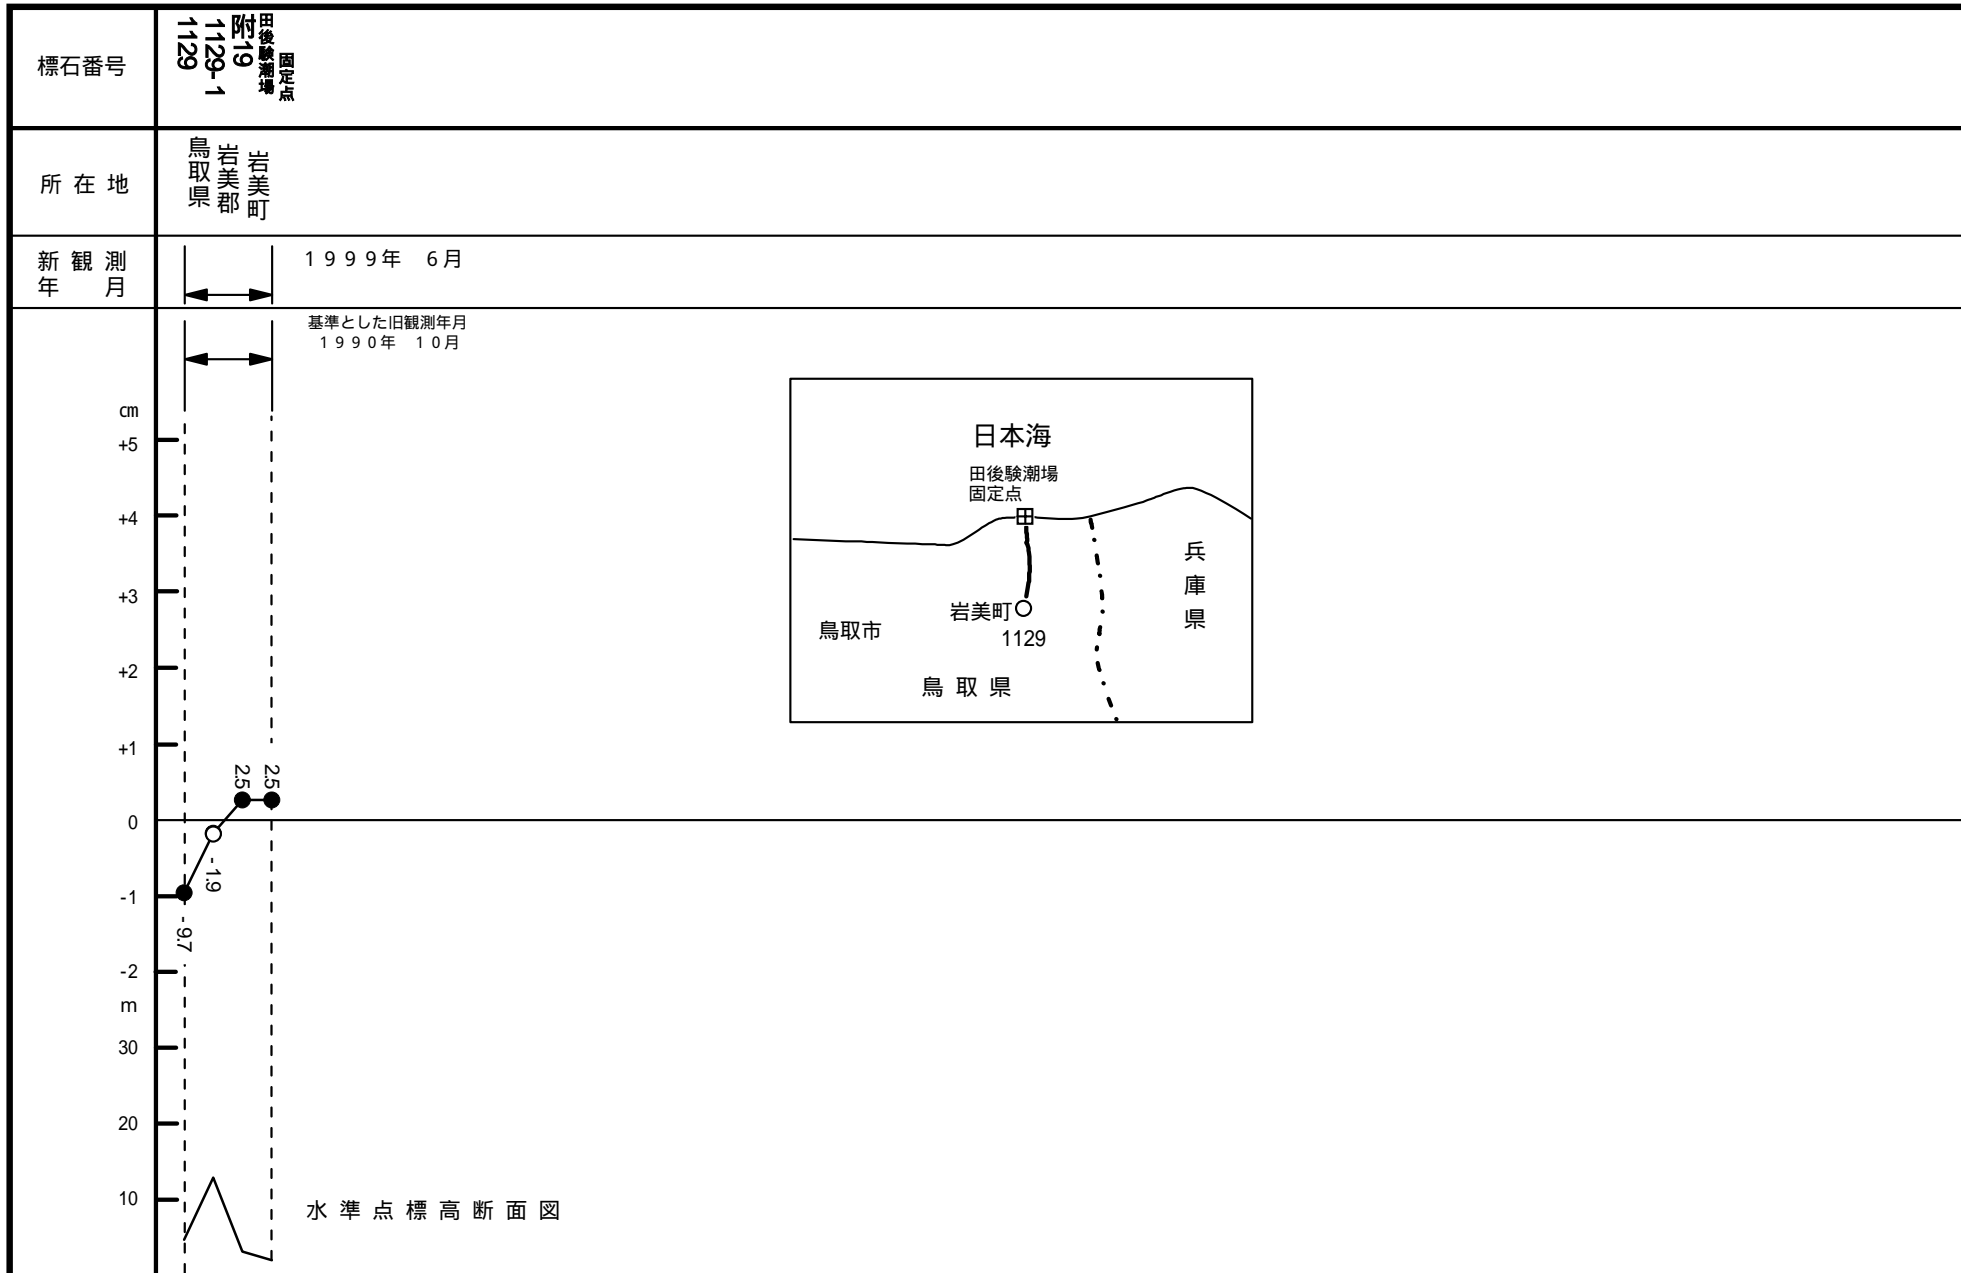 標石番号
1129
1129-1
附19
田後験潮場
固定点
所在地
鳥取県
岩美郡
岩美町
新観測
年月
1999年 6月
基準とした旧観測年月
1990年 10月
cm
+5
+4
+3
+2
+1
0
-1
-2
m
30
20
10
2.5
2.5
-1.9
-9.7
日本海
田後験潮場
固定点
兵庫県
岩美町
1129
鳥取市
鳥取県
水準点標高断面図